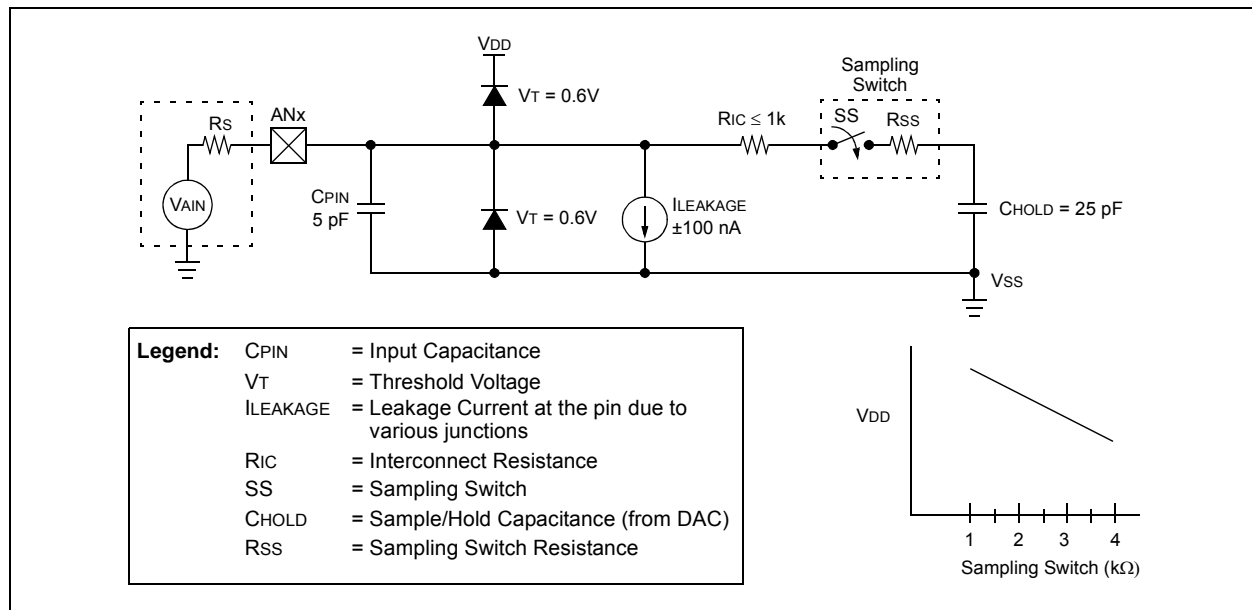 VDD
Sampling
Switch
VT = 0.6V
RS
ANx
RIC ≤ 1k
SS
RSS
VAIN
CPIN
5 pF
VT = 0.6V
ILEAKAGE
±100 nA
CHOLD = 25 pF
VSS
Legend: CPIN = Input Capacitance
VT = Threshold Voltage
ILEAKAGE = Leakage Current at the pin due to
various junctions
RIC = Interconnect Resistance
SS = Sampling Switch
CHOLD = Sample/Hold Capacitance (from DAC)
RSS = Sampling Switch Resistance
VDD
1 2 3 4
Sampling Switch (kΩ)